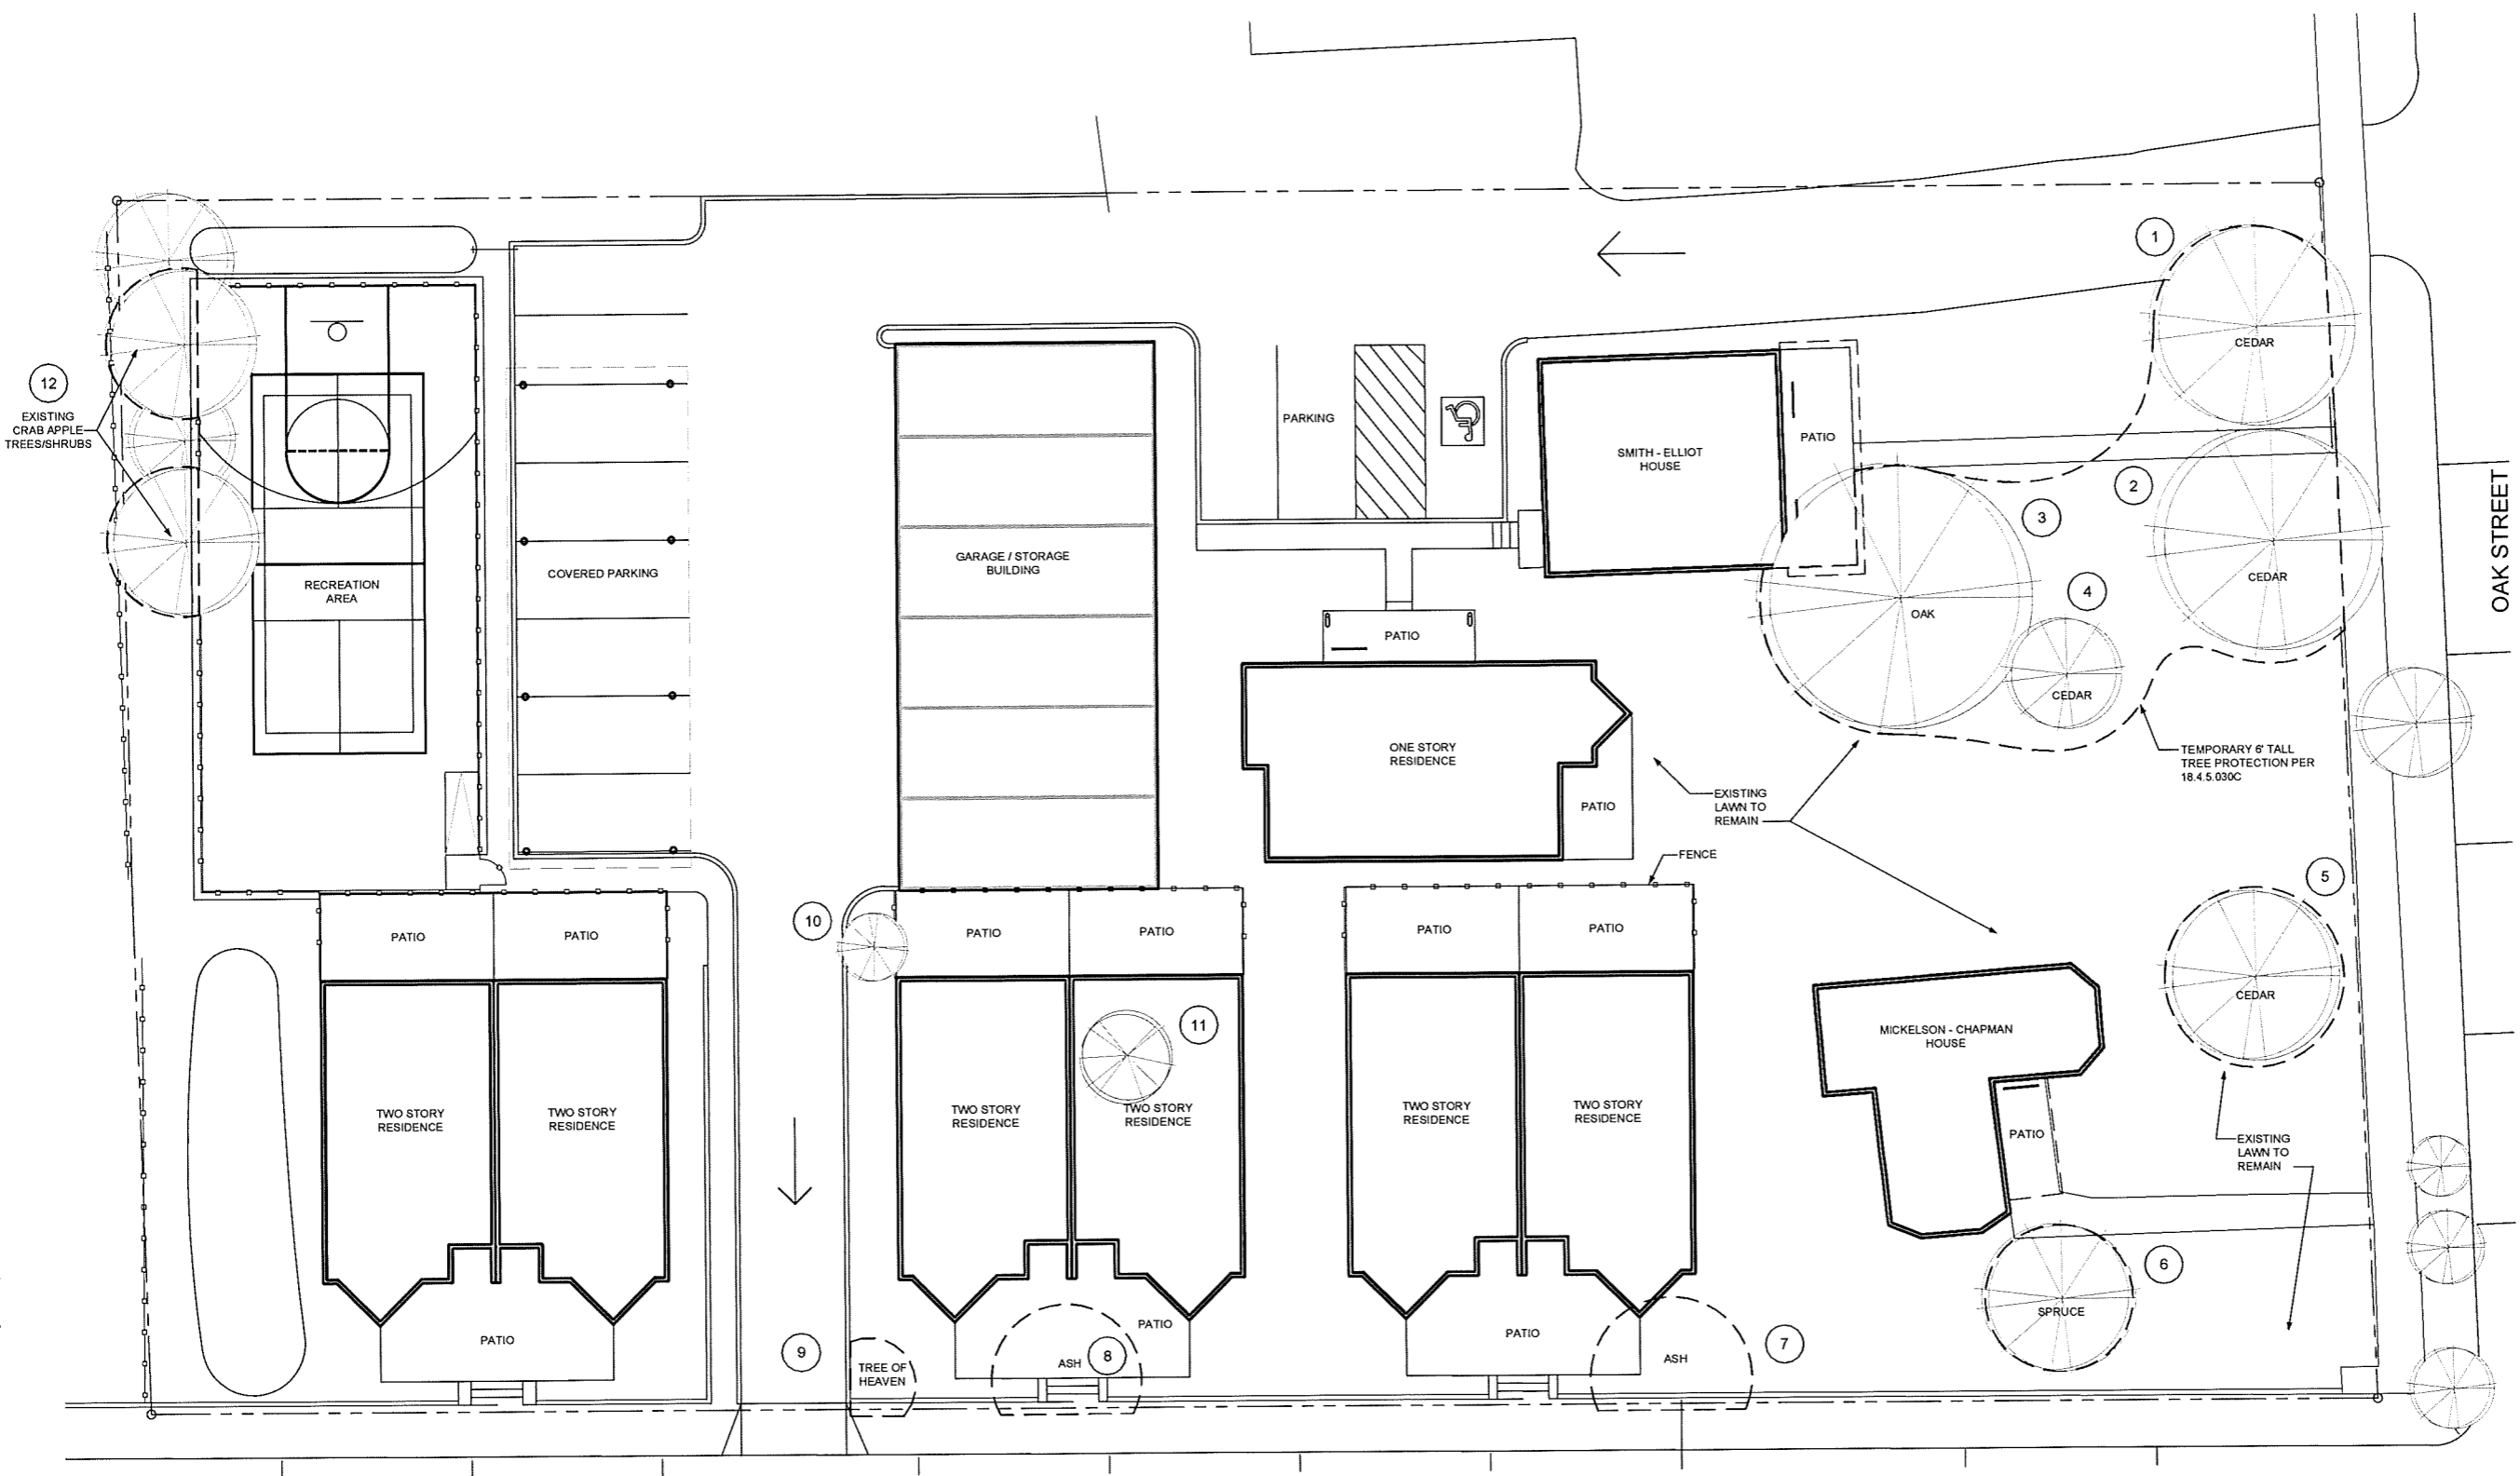 1
CEDAR
12
EXISTING
CRAB APPLE
TREES/SHRUBS
PARKING
PATIO
SMITH - ELLIOT
HOUSE
2
3
OAK STREET
GARAGE / STORAGE
BUILDING
COVERED PARKING
RECREATION
AREA
CEDAR
4
OAK
PATIO
CEDAR
ONE STORY
RESIDENCE
TEMPORARY 6' TALL
TREE PROTECTION PER
18.4.5.030C
PATIO
EXISTING
LAWN TO
REMAIN
FENCE
5
10
PATIO
PATIO
PATIO
PATIO
PATIO
PATIO
CEDAR
11
MICKELSON - CHAPMAN
HOUSE
TWO STORY
RESIDENCE
TWO STORY
RESIDENCE
TWO STORY
RESIDENCE
TWO STORY
RESIDENCE
TWO STORY
RESIDENCE
TWO STORY
RESIDENCE
PATIO
EXISTING
LAWN TO
REMAIN
6
SPRUCE
PATIO
9
TREE OF
HEAVEN
ASH
8
PATIO
PATIO
ASH
7